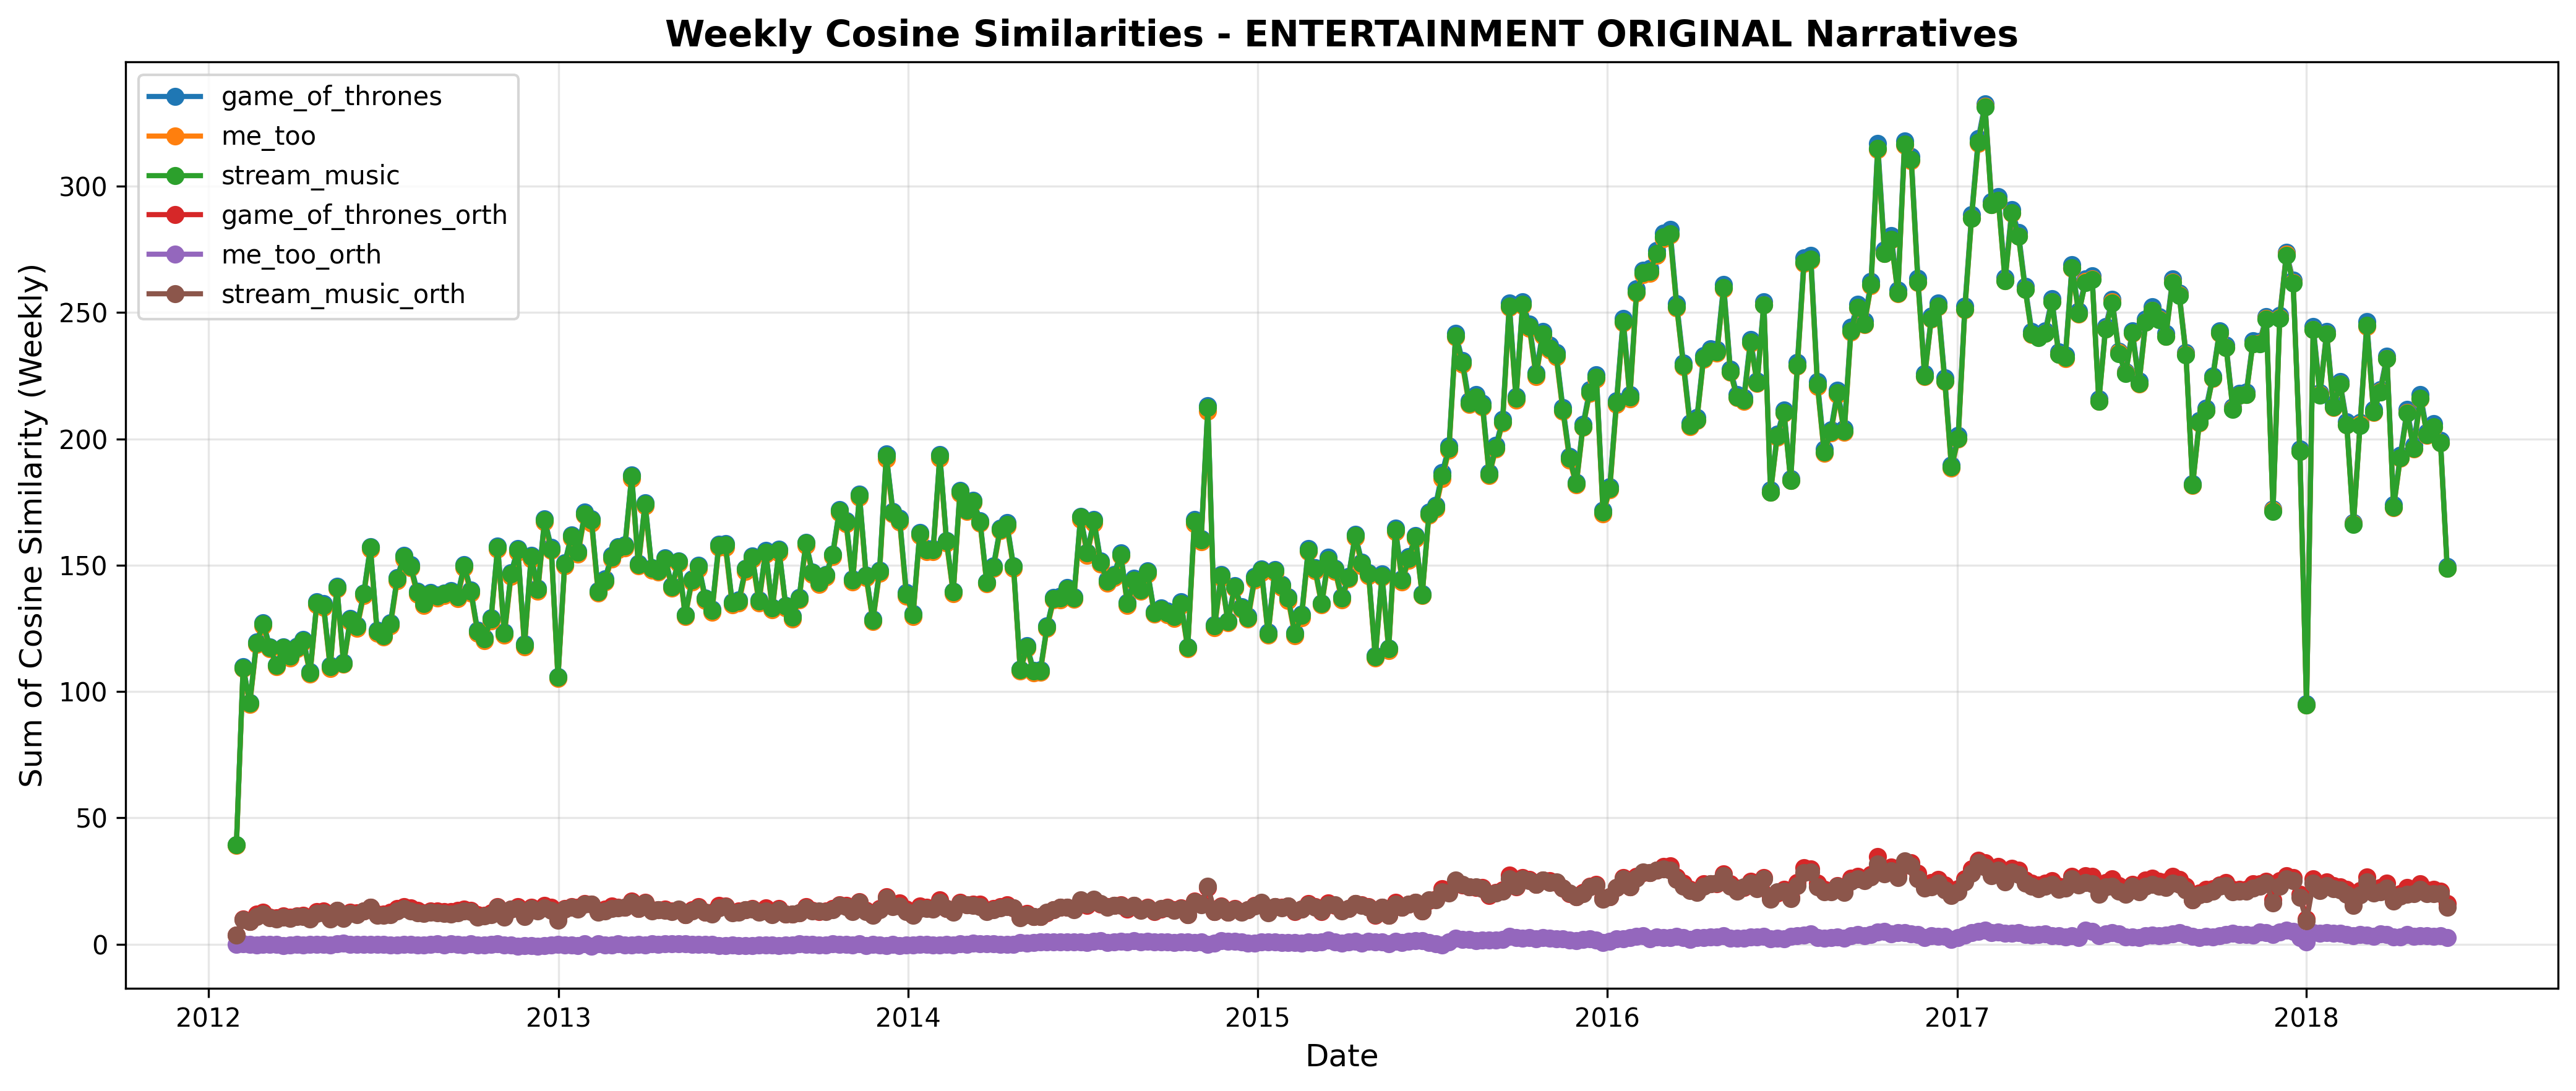 Weekly Cosine Similarities - ENTERTAINMENT ORIGINAL Narratives
game_of_thrones
me_too
stream_music
game_of_thrones_orth
me_too_orth
stream_music_orth
Sum of Cosine Similarity (Weekly)
300
250
200
150
100
50
0
2012 2013 2014 2015 2016 2017 2018
Date